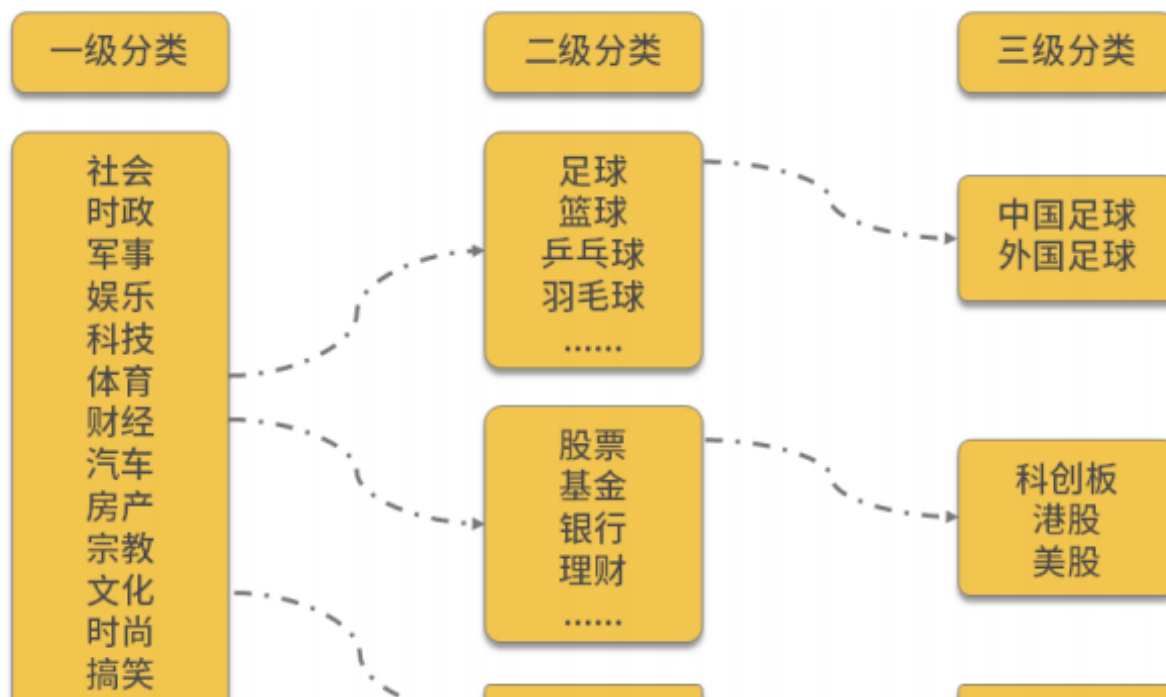 一级分类
社会
时政
军事
娱乐
科技
体育
财经
汽车
房产
宗教
文化
时尚
搞笑
二级分类
足球
篮球
乒乓球
羽毛球
......
股票
基金
银行
理财
......
三级分类
中国足球
外国足球
科创板
港股
美股